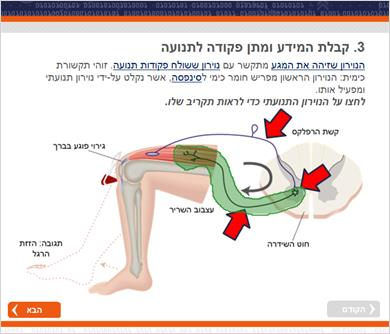 3. קבלת המידע ומתן פקודה לתנועה
הנוירון שזיהה את המגע מתקשר עם נוירון ששולח פקודות תנועה. זוהי תקשורת
כימית: הנוירון הראשון מפריש חומר כימי לסינפסה, אשר נקלט על-ידי נוירון תנועתי
ומפעיל אותו.
לחצו על הנוירון התנועתי כדי לראות תקריב שלו.
קשת הרפלקס
גירוי פוגע בברך
עצבוב השריר
חוט השידרה
תגובה: הזזת
הרגל
הקודם
הבא